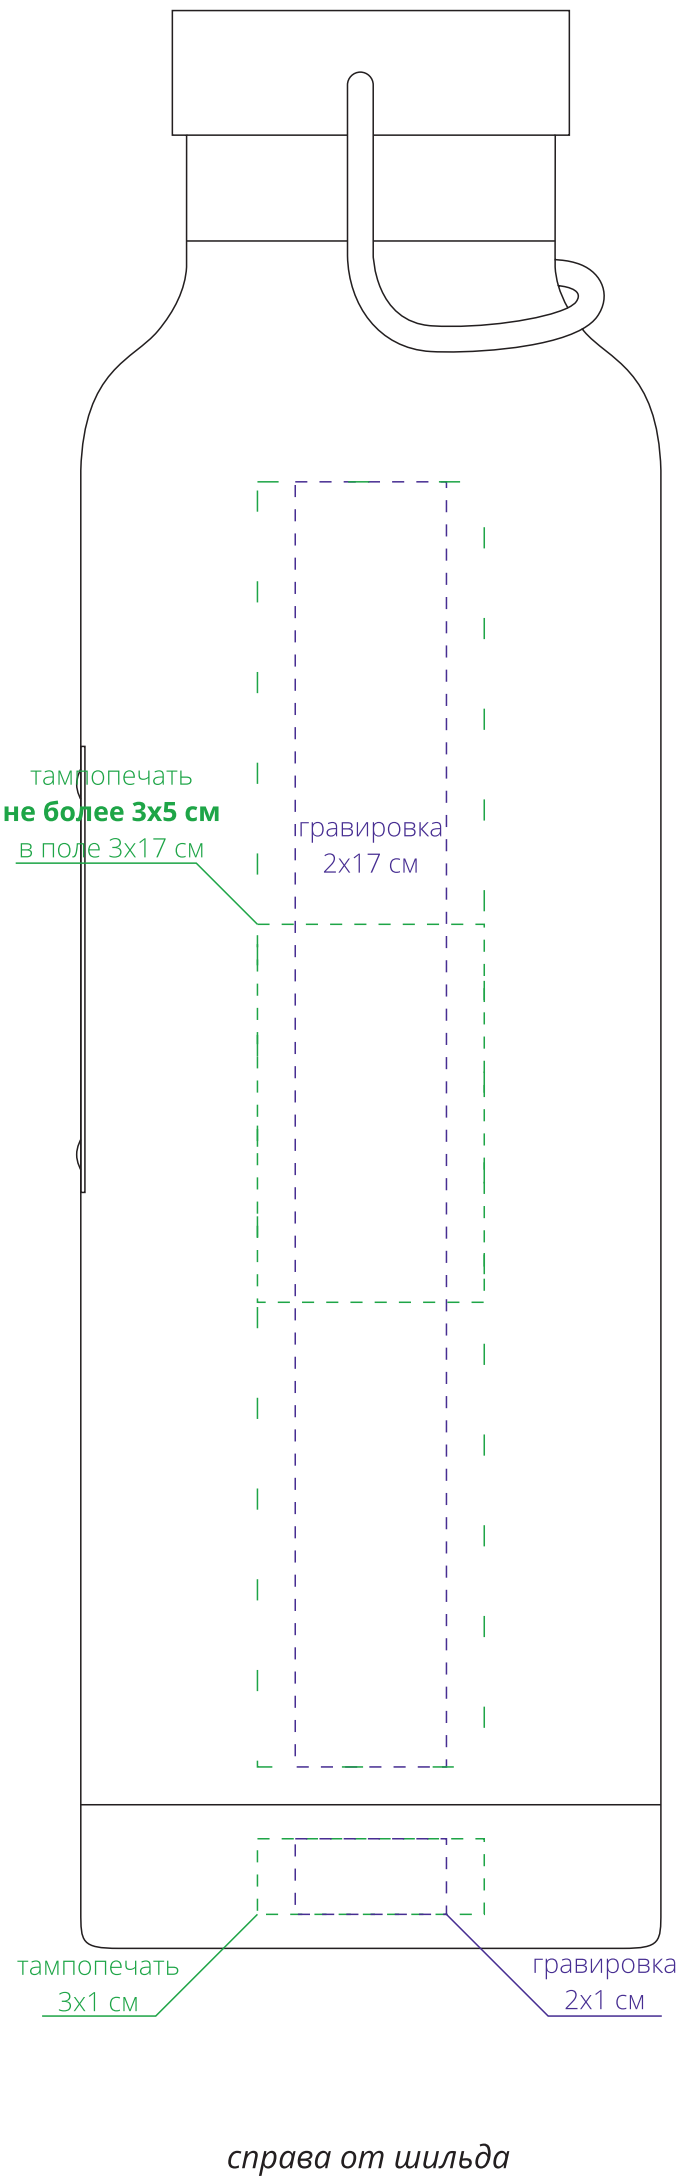 тампопечать
не более 3х5 см
в поле 3х17 см
гравировка
2х17 см
тампопечать
3х1 см
гравировка
2х1 см
справа от шильда